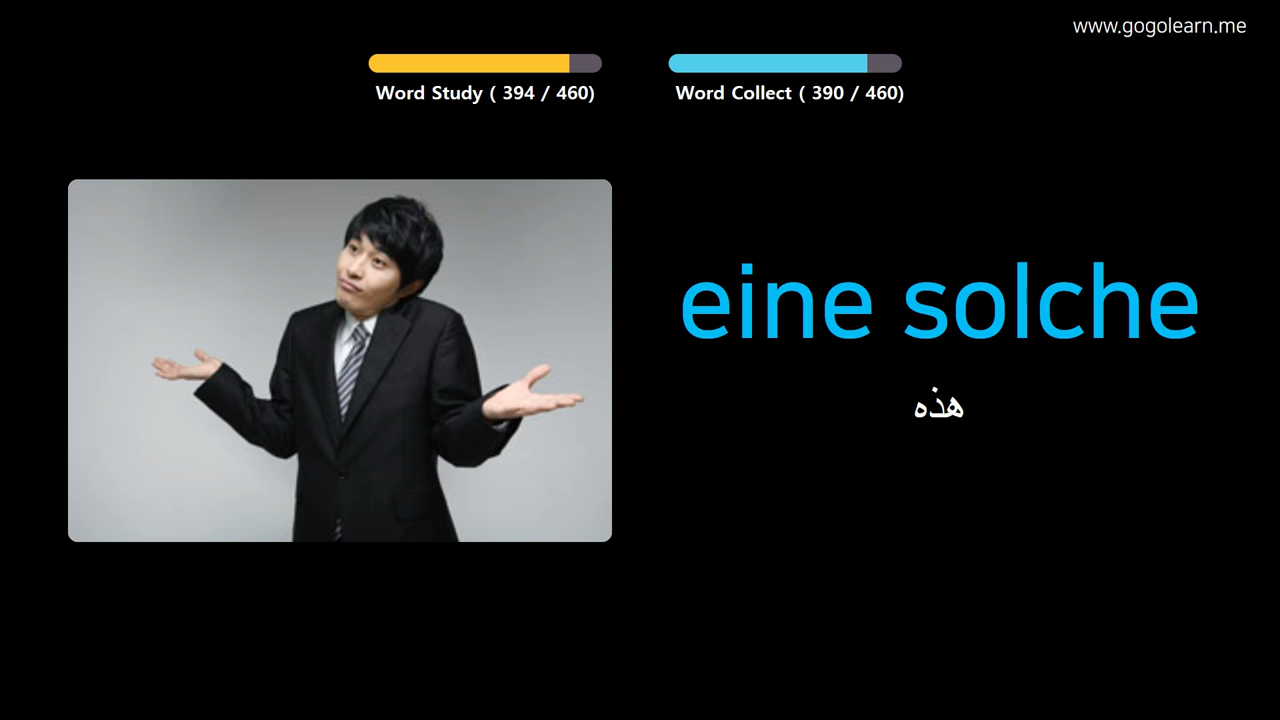 www.gogolearn.me
Word Study ( 394 / 460)
Word Collect ( 390 / 460)
eine solche
هذه